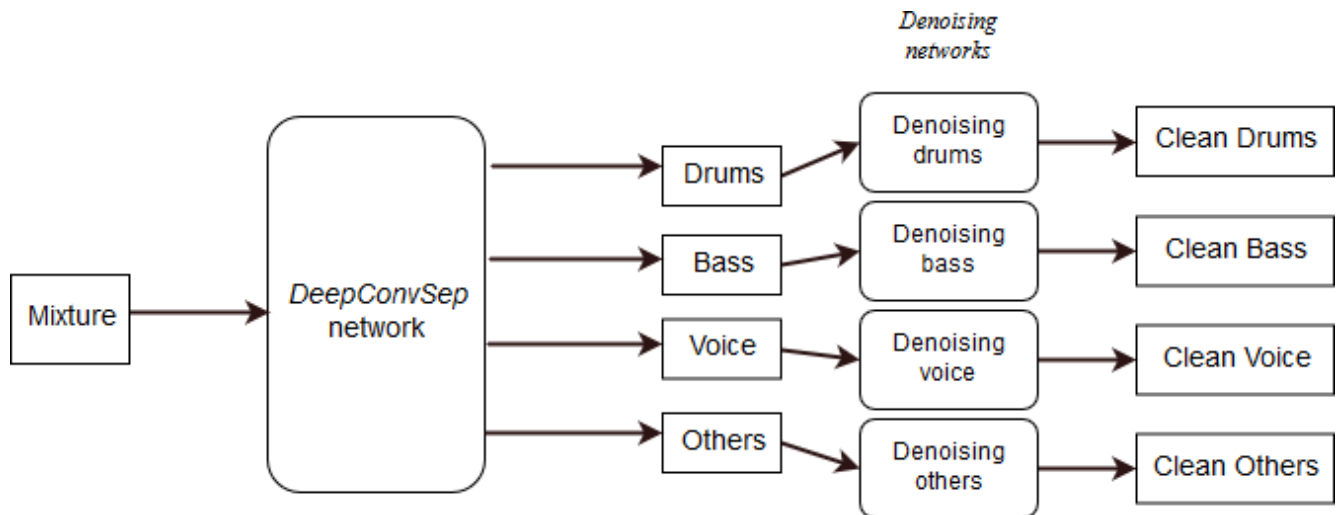 Denoising
networks
Mixture
DeepConvSep
network
Drums
Bass
Voice
Others
Denoising
drums
Denoising
bass
Denoising
voice
Denoising
others
Clean Drums
Clean Bass
Clean Voice
Clean Others